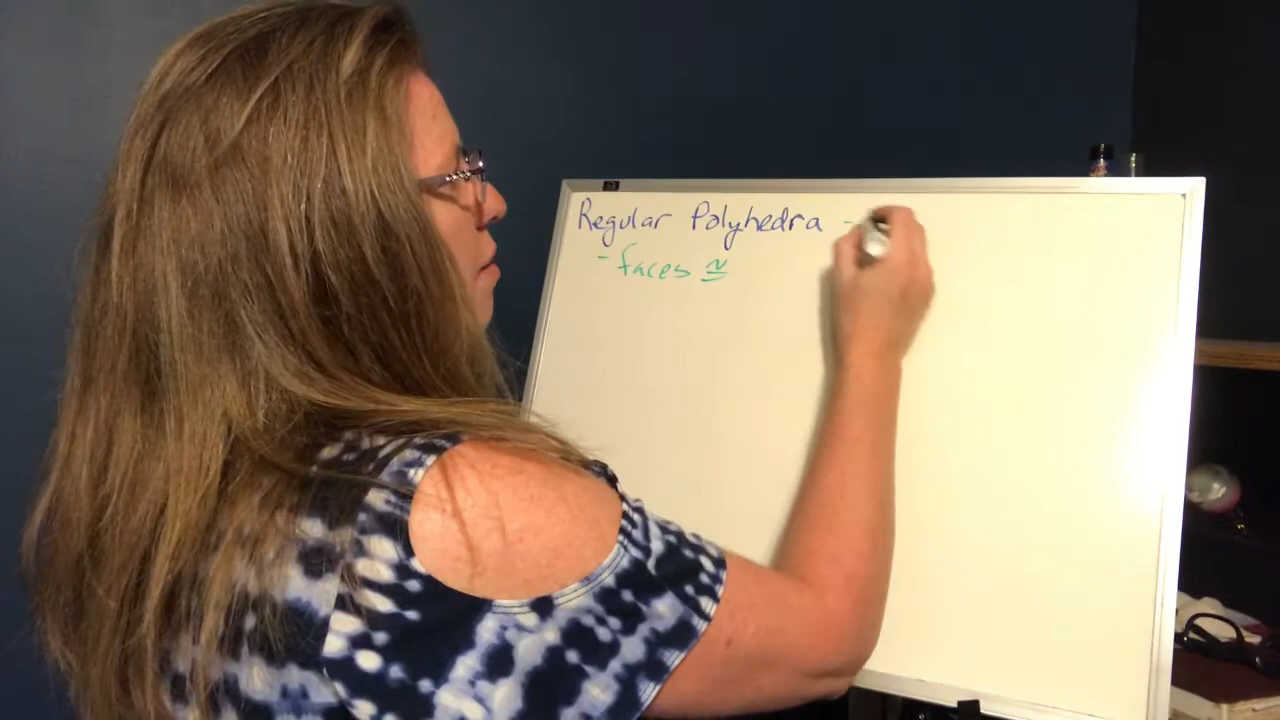 Regular Polyhedra -
- faces ≅